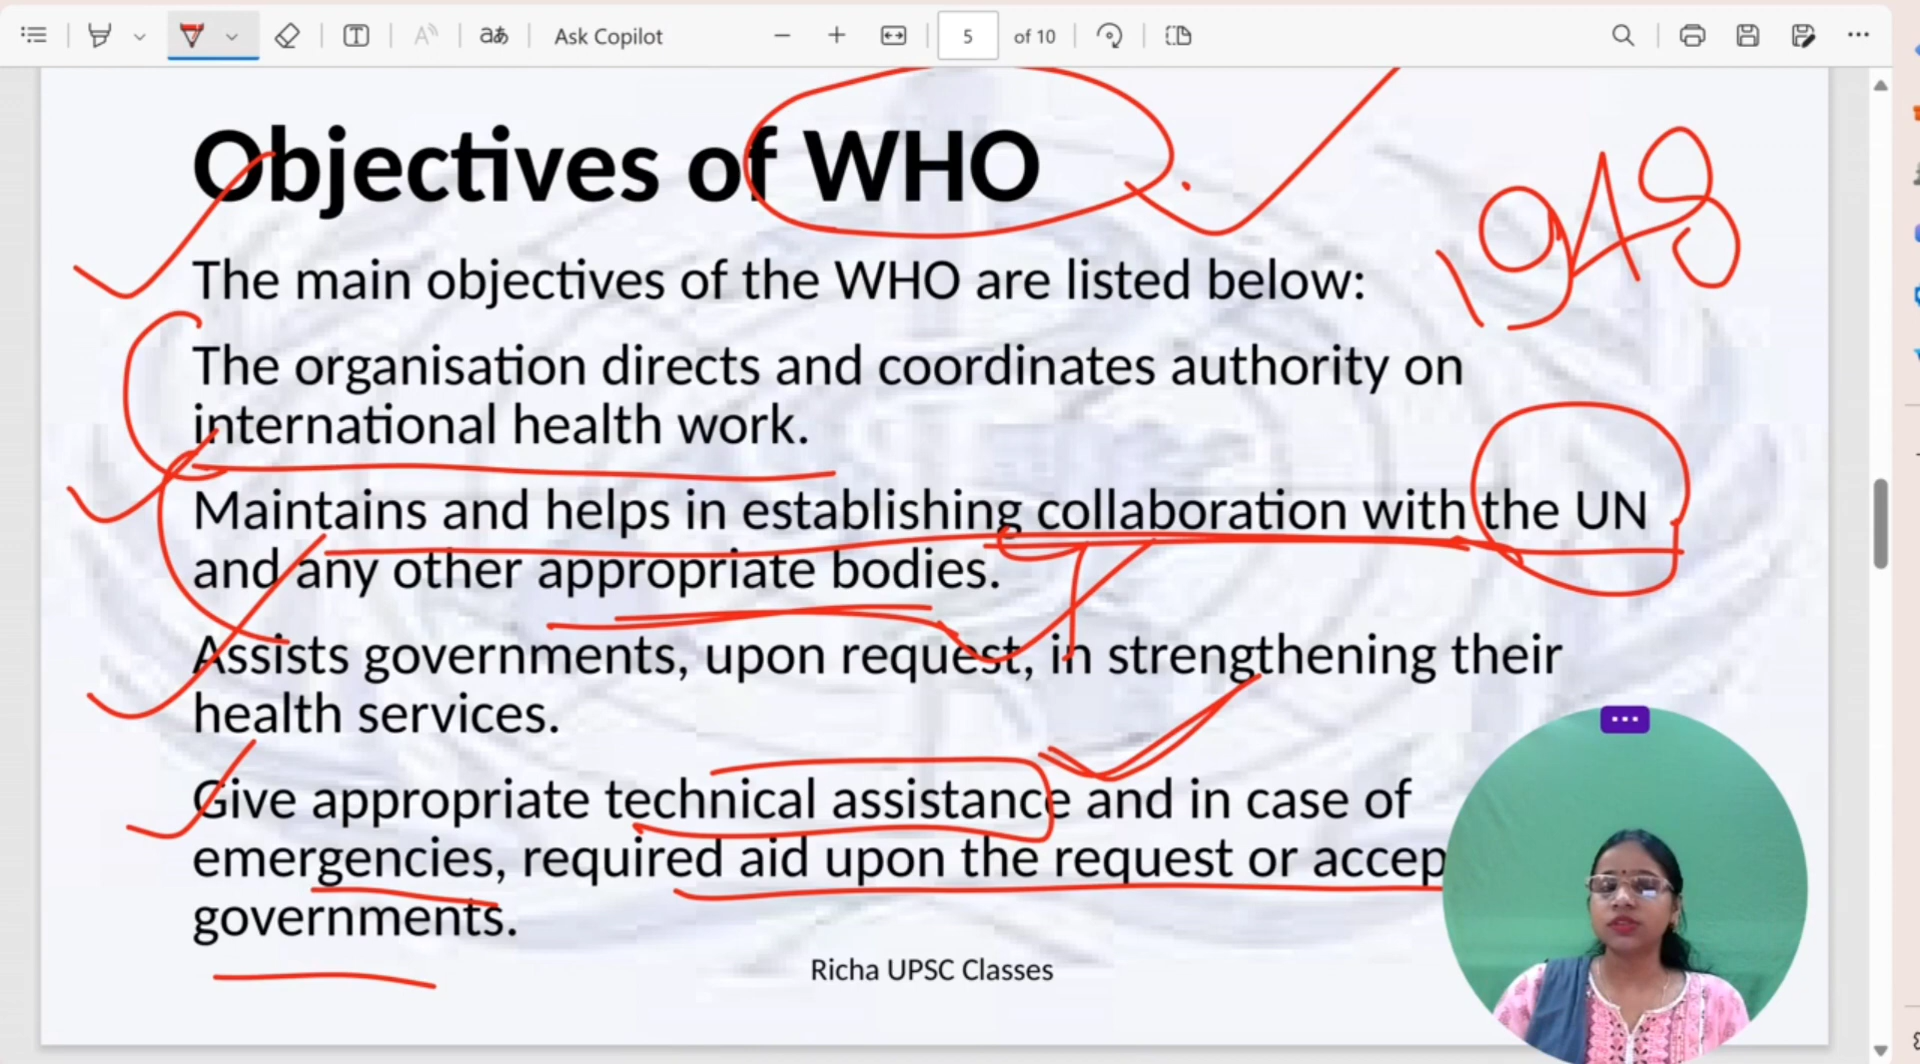 Ask Copilot
5 of 10
Objectives of WHO
1948
The main objectives of the WHO are listed below:
The organisation directs and coordinates authority on
international health work.
Maintains and helps in establishing collaboration with the UN
and any other appropriate bodies.
Assists governments, upon request, in strengthening their
health services.
Give appropriate technical assistance and in case of
emergencies, required aid upon the request or accep
governments.
Richa UPSC Classes